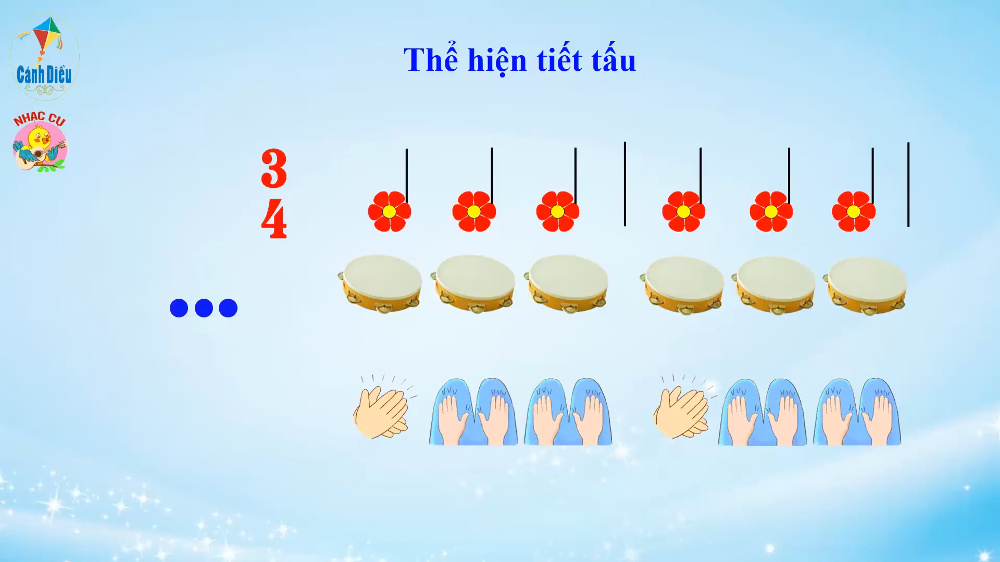 Cánh Diều
NHẠC CỤ
Thể hiện tiết tấu
3
4